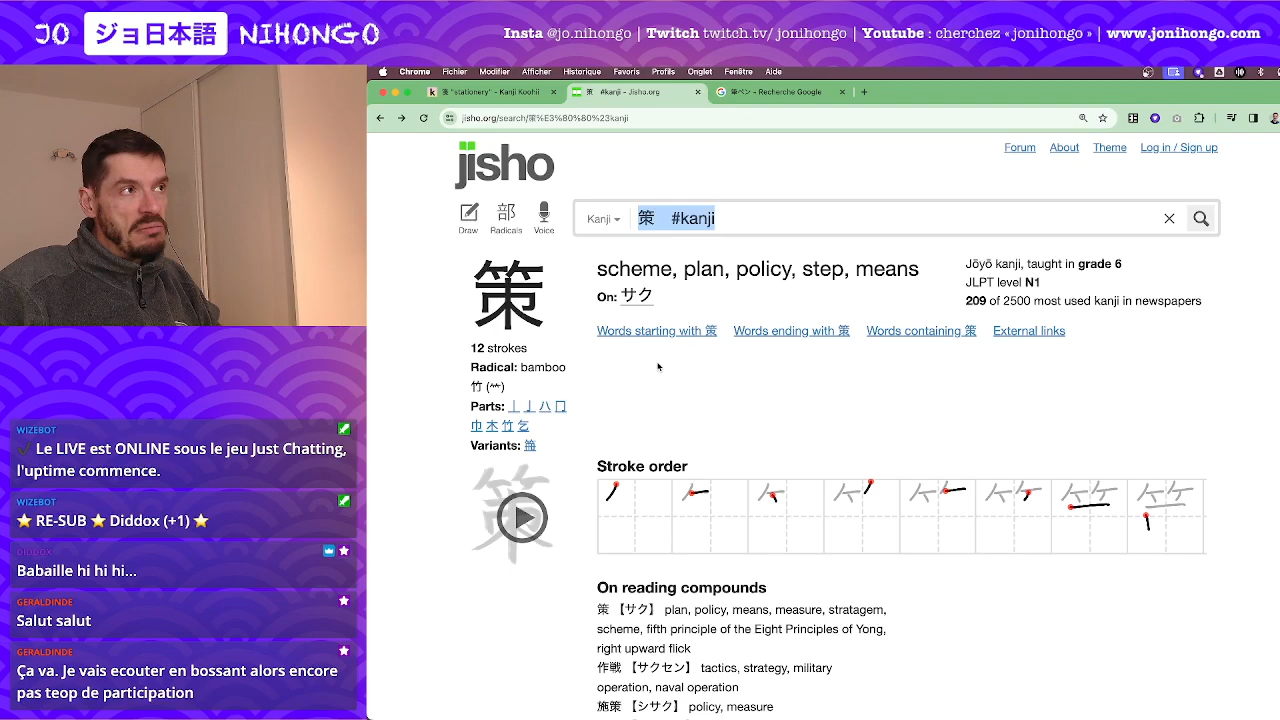 JO ジョ日本語 NIHONGO
Insta @jo.nihongo | Twitch twitch.tv/ jonihongo | Youtube : cherchez « jonihongo » | www.jonihongo.com
Chrome Fichier Modifier Afficher Historique Favoris Profils Onglet Fenêtre Aide
策 "stationery" - Kanji Koohii
策 #kanji - Jisho.org
筆ペン - Recherche Google
jisho.org/search/策%E3%80%80%23kanji
Forum About Theme Log in / Sign up
jisho
Draw Radicals Voice
Kanji 策 #kanji
策
12 strokes
Radical: bamboo
竹 (⺮)
Parts: ｜ 亅 ハ 冂
巾 木 竹 乞
Variants: 筞
scheme, plan, policy, step, means
On: サク
Jōyō kanji, taught in grade 6
JLPT level N1
209 of 2500 most used kanji in newspapers
Words starting with 策 Words ending with 策 Words containing 策 External links
Stroke order
On reading compounds
策 【サク】 plan, policy, means, measure, stratagem,
scheme, fifth principle of the Eight Principles of Yong,
right upward flick
作戦 【サクセン】 tactics, strategy, military
operation, naval operation
施策 【シサク】 policy, measure
WIZEBOT
Le LIVE est ONLINE sous le jeu Just Chatting,
l'uptime commence.
WIZEBOT
RE-SUB ⭐ Diddox (+1) ⭐
DIDDOX
Babaille hi hi hi...
GERALDINDE
Salut salut
GERALDINDE
Ça va. Je vais ecouter en bossant alors encore
pas teop de participation